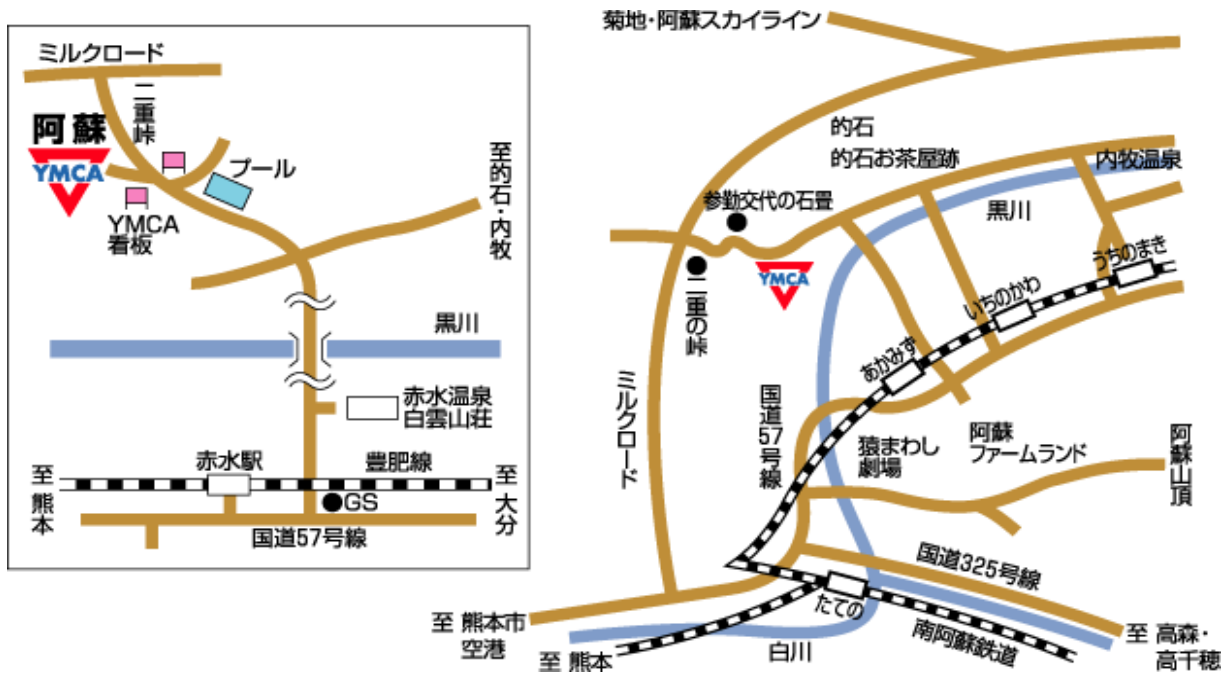 ミルクロード
二重峠
阿蘇
YMCA
プール
YMCA
看板
至的石・内牧
黒川
赤水温泉
白雲山荘
赤水駅
豊肥線
至熊本
至大分
GS
国道57号線
菊地・阿蘇スカイライン
的石
的石お茶屋跡
内牧温泉
参勤交代の石畳
黒川
YMCA
二重の峠
うちのまき
いちのかわ
あかみず
ミルクロード
国道57号線
猿まわし
劇場
阿蘇
ファームランド
阿蘇山頂
国道325号線
たての
至 熊本市
空港
至 熊本
白川
南阿蘇鉄道
至 高森・
高千穂